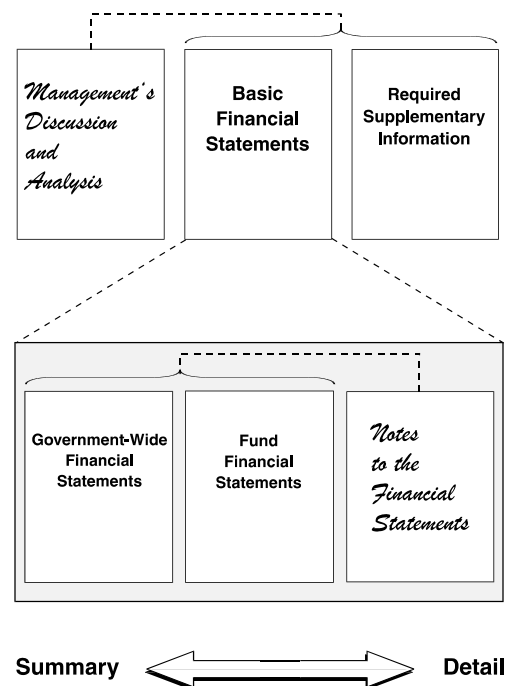 Management's
Discussion
and
Analysis
Basic
Financial
Statements
Required
Supplementary
Information
Government-Wide
Financial
Statements
Fund
Financial
Statements
Notes
to the
Financial
Statements
Summary
Detail